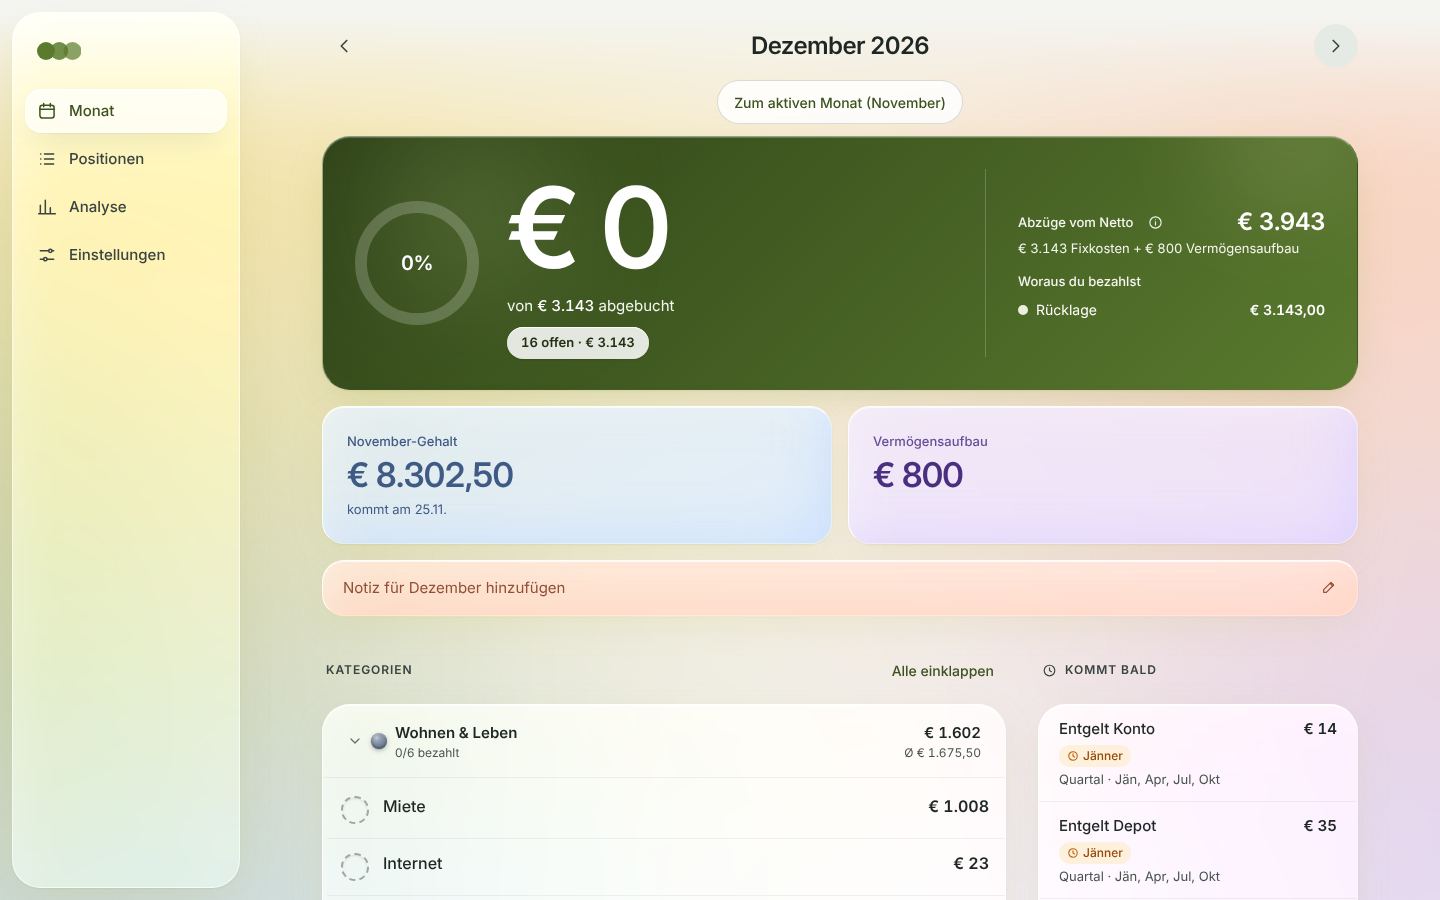 Dezember 2026
Zum aktiven Monat (November)
Monat
Positionen
Analyse
Einstellungen
0%
€ 0
von € 3.143 abgebucht
16 offen · € 3.143
Abzüge vom Netto € 3.943
€ 3.143 Fixkosten + € 800 Vermögensaufbau
Woraus du bezahlst
Rücklage € 3.143,00
November-Gehalt
€ 8.302,50
kommt am 25.11.
Vermögensaufbau
€ 800
Notiz für Dezember hinzufügen
KATEGORIEN
Alle einklappen
Wohnen & Leben € 1.602
0/6 bezahlt Ø € 1.675,50
Miete € 1.008
Internet € 23
KOMMT BALD
Entgelt Konto € 14
Jänner
Quartal · Jän, Apr, Jul, Okt
Entgelt Depot € 35
Jänner
Quartal · Jän, Apr, Jul, Okt